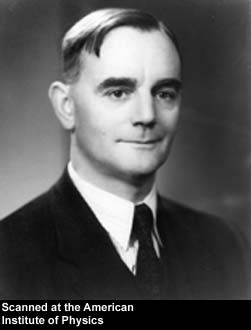 Scanned at the American
Institute of Physics